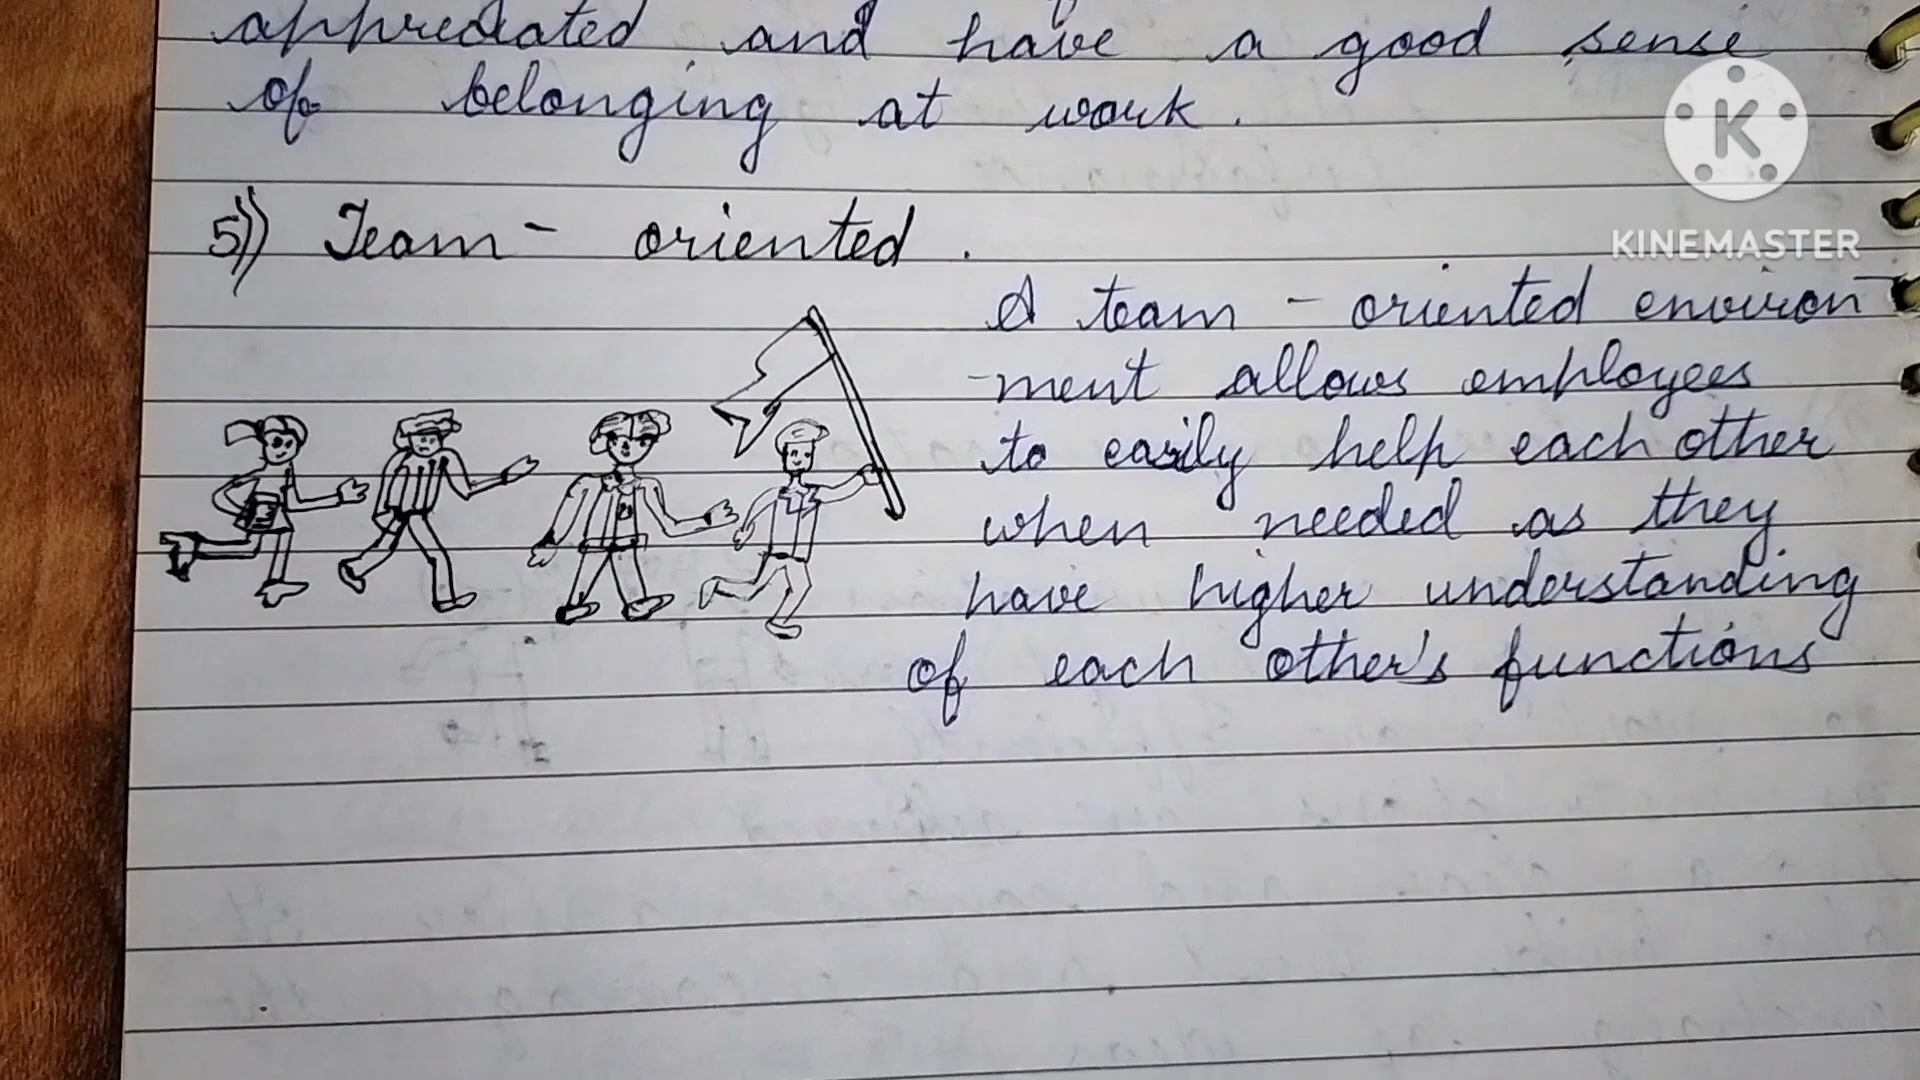 appreciated and have a good sense
of belonging at work.
5)) Team - oriented.
A team - oriented environ
-ment allows employees
to easily help each other
when needed as they
have higher understanding
of each other's functions
K
KINEMASTER